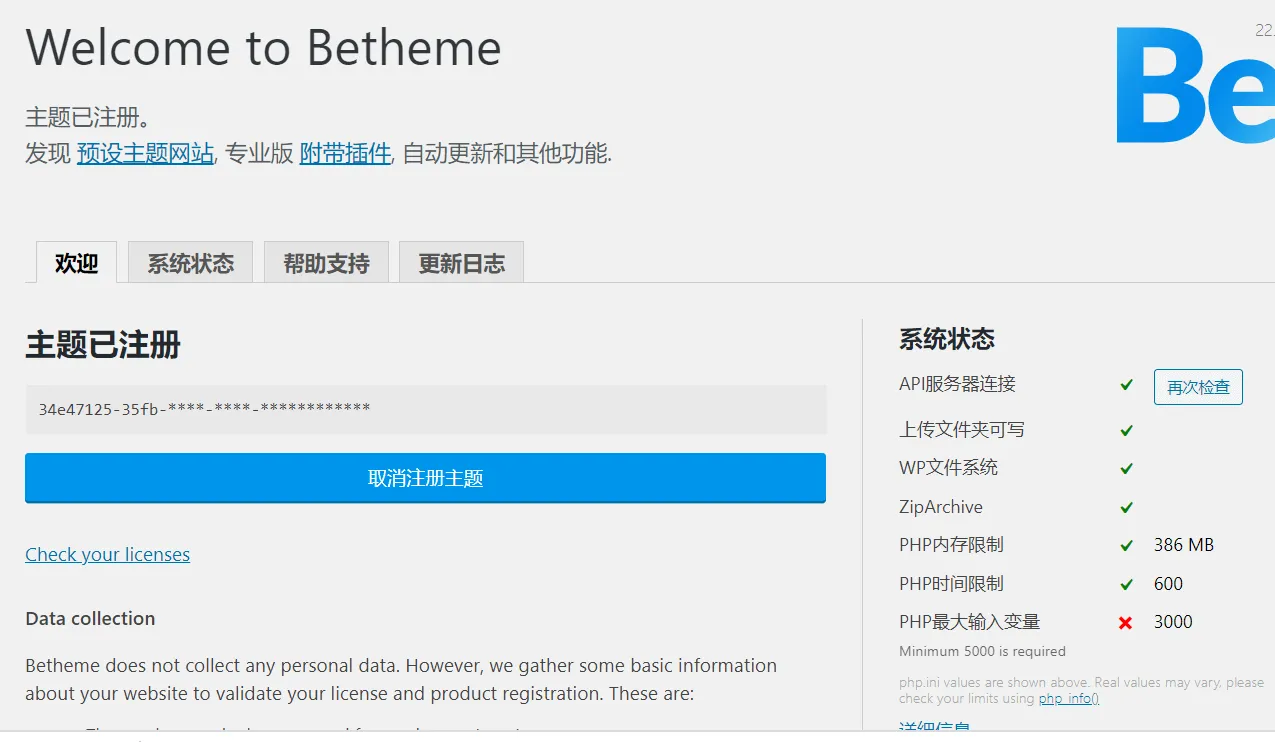 Welcome to Betheme
22.
Be
主题已注册。
发现 预设主题网站, 专业版 附带插件, 自动更新和其他功能.
欢迎 系统状态 帮助支持 更新日志
主题已注册
34e47125-35fb-****-****-************
取消注册主题
Check your licenses
Data collection
Betheme does not collect any personal data. However, we gather some basic information
about your website to validate your license and product registration. These are:
系统状态
API服务器连接 再次检查
上传文件夹可写
WP文件系统
ZipArchive
PHP内存限制 386 MB
PHP时间限制 600
PHP最大输入变量 3000
Minimum 5000 is required
php.ini values are shown above. Real values may vary, please
check your limits using php_info()
详细信息